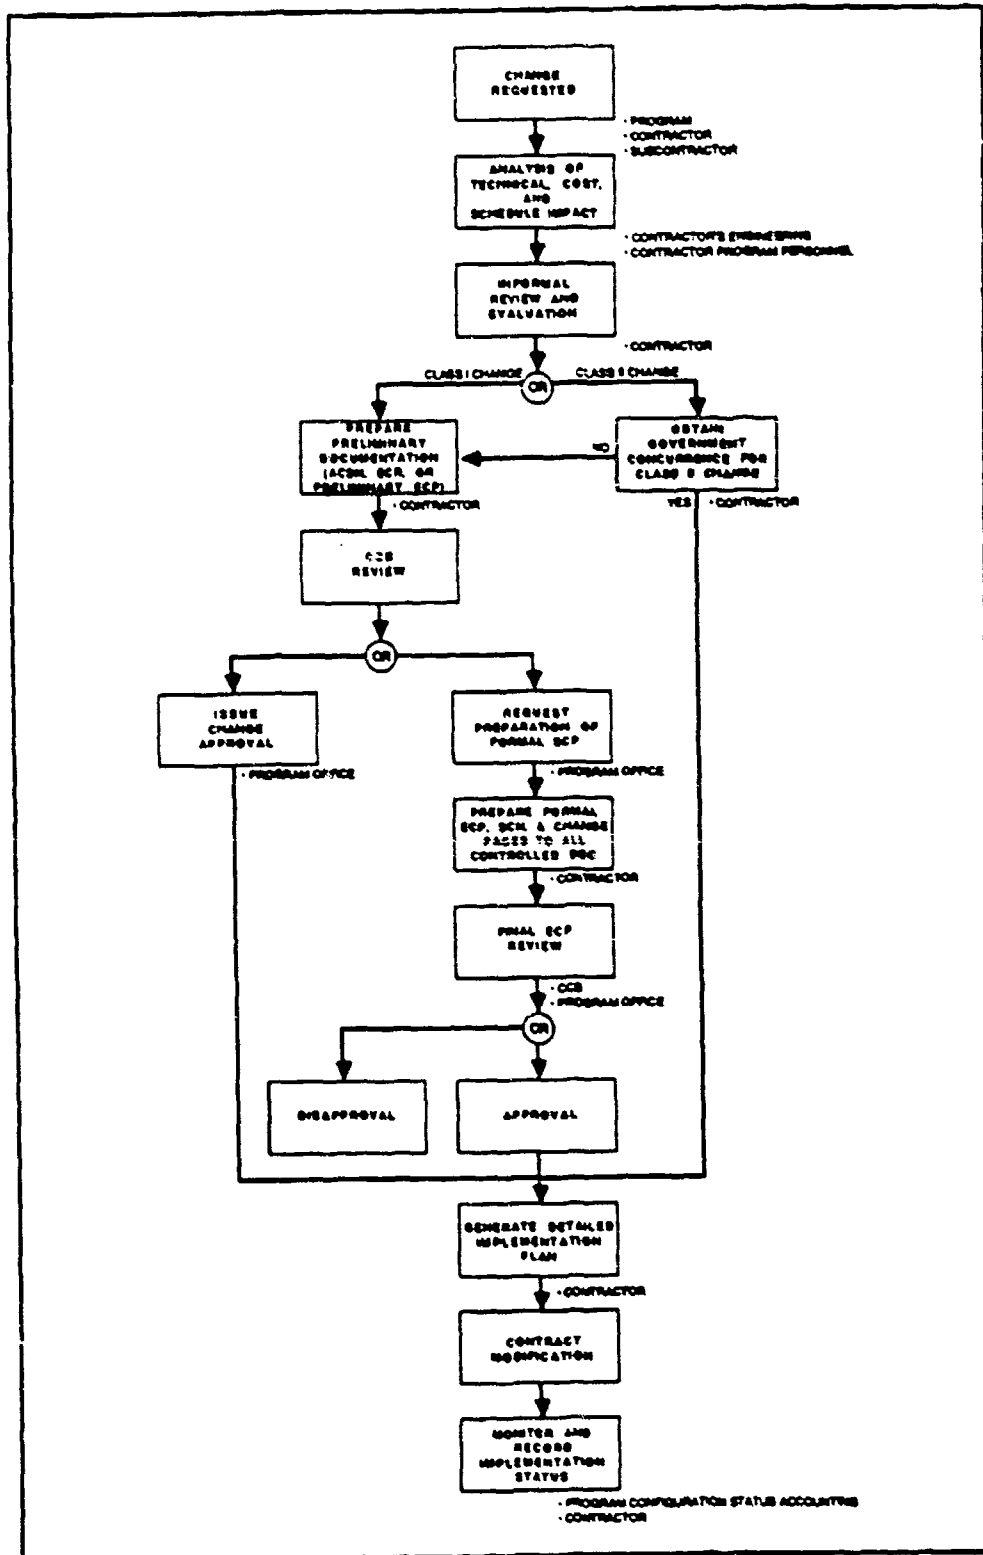 CHANGE
REQUESTED
- PROGRAM
- CONTRACTOR
- SUBCONTRACTOR
ANALYSIS OF
TECHNICAL, COST,
AND
SCHEDULE IMPACT
- CONTRACTOR'S ENGINEERING
- CONTRACTOR PROGRAM PERSONNEL
INFORMAL
REVIEW AND
EVALUATION
- CONTRACTOR
CLASS I CHANGE
OR
CLASS II CHANGE
PREPARE
PRELIMINARY
DOCUMENTATION
(ACSN, SCP, OR
PRELIMINARY ECP)
- CONTRACTOR
NO
OBTAIN
GOVERNMENT
CONCURRENCE FOR
CLASS II CHANGE
YES
- CONTRACTOR
CCB
REVIEW
OR
ISSUE
CHANGE
APPROVAL
- PROGRAM OFFICE
REQUEST
PREPARATION OF
FORMAL ECP
- PROGRAM OFFICE
PREPARE FORMAL
ECP, SCN, & CHANGE
PAGES TO ALL
CONTROLLED DOC
- CONTRACTOR
FINAL ECP
REVIEW
- CCB
- PROGRAM OFFICE
OR
DISAPPROVAL
APPROVAL
GENERATE DETAILED
IMPLEMENTATION
PLAN
- CONTRACTOR
CONTRACT
MODIFICATION
MONITOR AND
RECORD
IMPLEMENTATION
STATUS
- PROGRAM CONFIGURATION STATUS ACCOUNTING
- CONTRACTOR